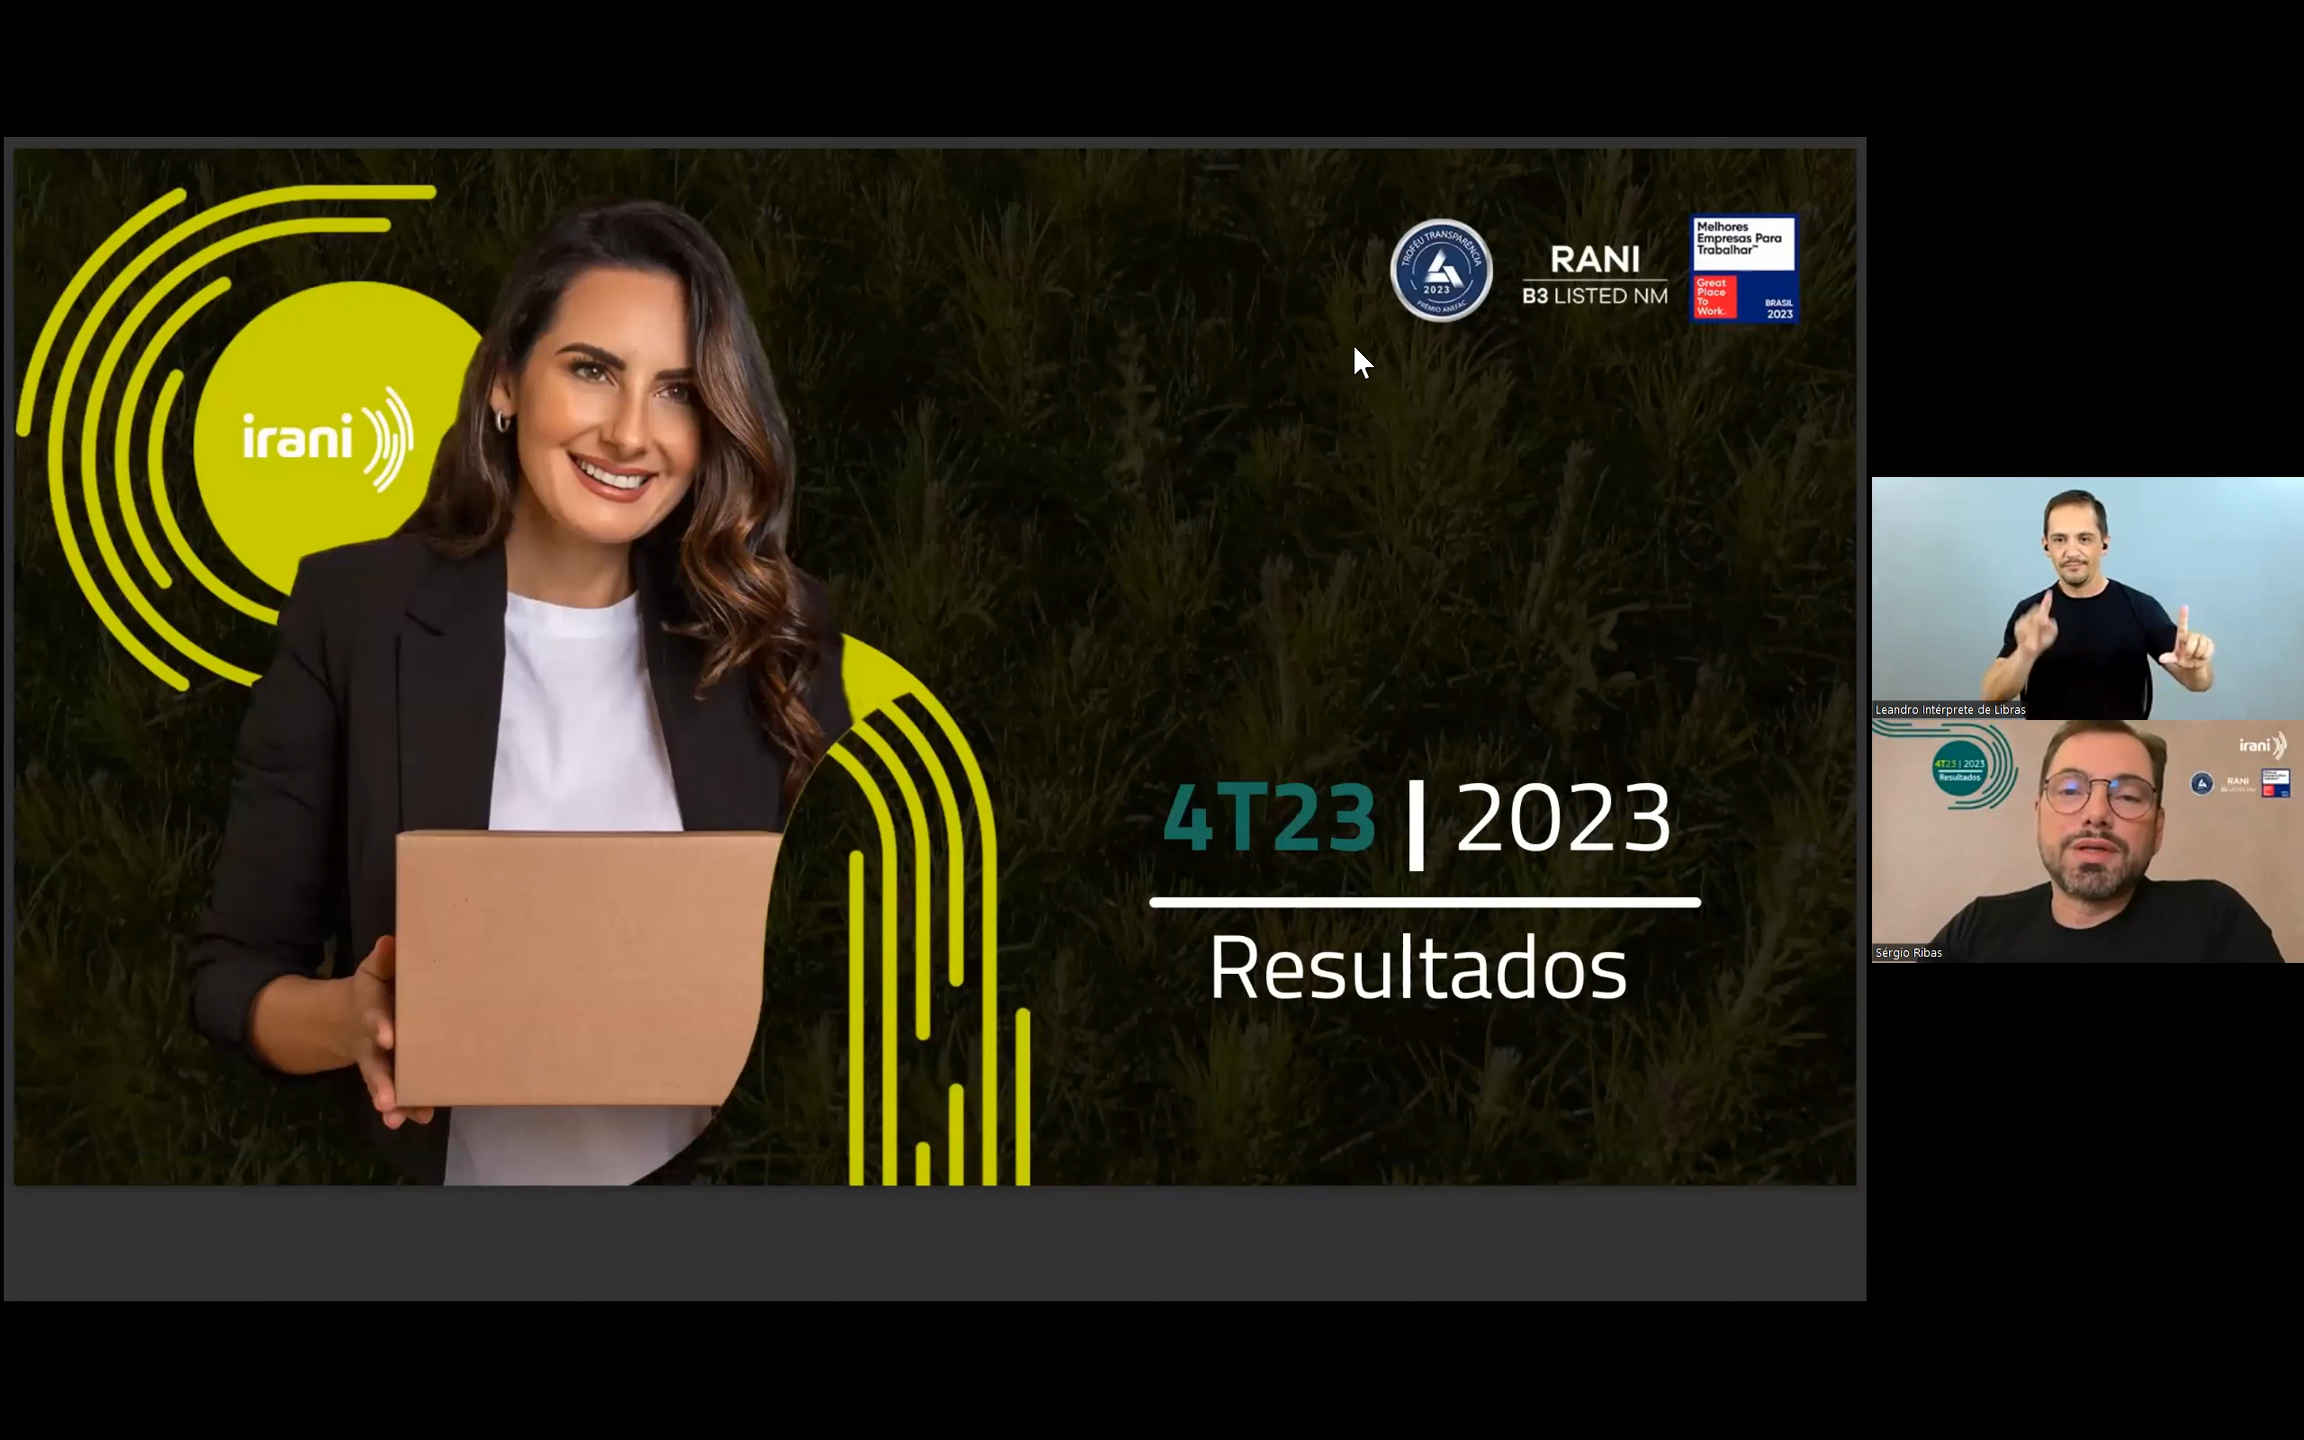 irani
TROFÉU TRANSPARÊNCIA
2023
PRÊMIO ANEFAC
RANI
B3 LISTED NM
Melhores
Empresas Para
Trabalhar™
Great
Place
To
Work.
BRASIL
2023
4T23 | 2023
Resultados
Leandro Intérprete de Libras
4T23 | 2023
Resultados
irani
RANI
Sérgio Ribas